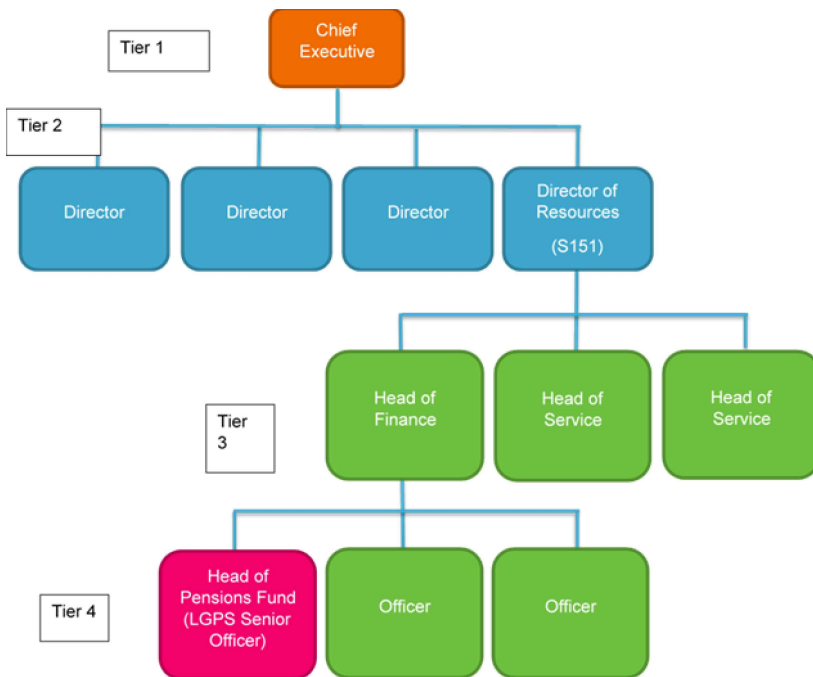 Tier 1
Chief
Executive
Tier 2
Director
Director
Director
Director of
Resources
(S151)
Tier
3
Head of
Finance
Head of
Service
Head of
Service
Tier 4
Head of
Pensions Fund
(LGPS Senior
Officer)
Officer
Officer